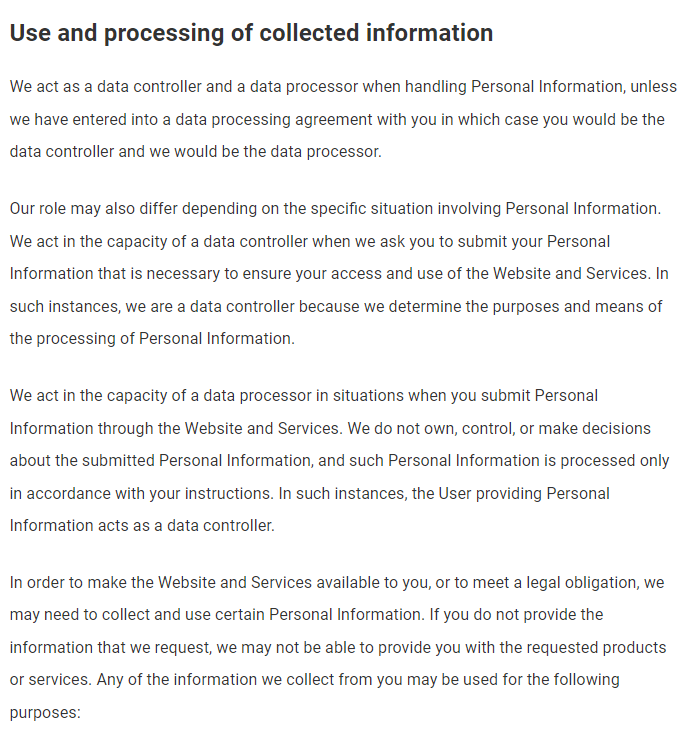 Use and processing of collected information
We act as a data controller and a data processor when handling Personal Information, unless
we have entered into a data processing agreement with you in which case you would be the
data controller and we would be the data processor.
Our role may also differ depending on the specific situation involving Personal Information.
We act in the capacity of a data controller when we ask you to submit your Personal
Information that is necessary to ensure your access and use of the Website and Services. In
such instances, we are a data controller because we determine the purposes and means of
the processing of Personal Information.
We act in the capacity of a data processor in situations when you submit Personal
Information through the Website and Services. We do not own, control, or make decisions
about the submitted Personal Information, and such Personal Information is processed only
in accordance with your instructions. In such instances, the User providing Personal
Information acts as a data controller.
In order to make the Website and Services available to you, or to meet a legal obligation, we
may need to collect and use certain Personal Information. If you do not provide the
information that we request, we may not be able to provide you with the requested products
or services. Any of the information we collect from you may be used for the following
purposes: